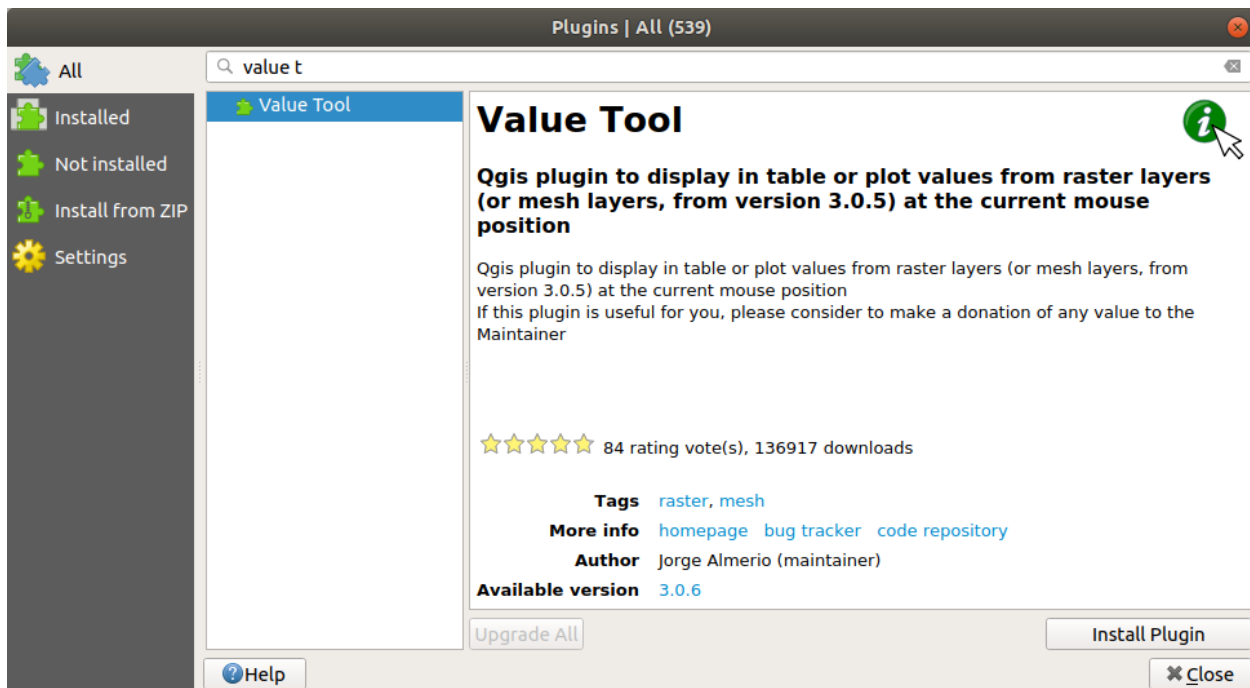 Plugins | All (539)
All
value t
Installed
Not installed
Install from ZIP
Settings
Value Tool
Value Tool
Qgis plugin to display in table or plot values from raster layers
(or mesh layers, from version 3.0.5) at the current mouse
position
Qgis plugin to display in table or plot values from raster layers (or mesh layers, from
version 3.0.5) at the current mouse position
If this plugin is useful for you, please consider to make a donation of any value to the
Maintainer
84 rating vote(s), 136917 downloads
Tags raster, mesh
More info homepage bug tracker code repository
Author Jorge Almerio (maintainer)
Available version 3.0.6
Upgrade All
Install Plugin
Help
Close